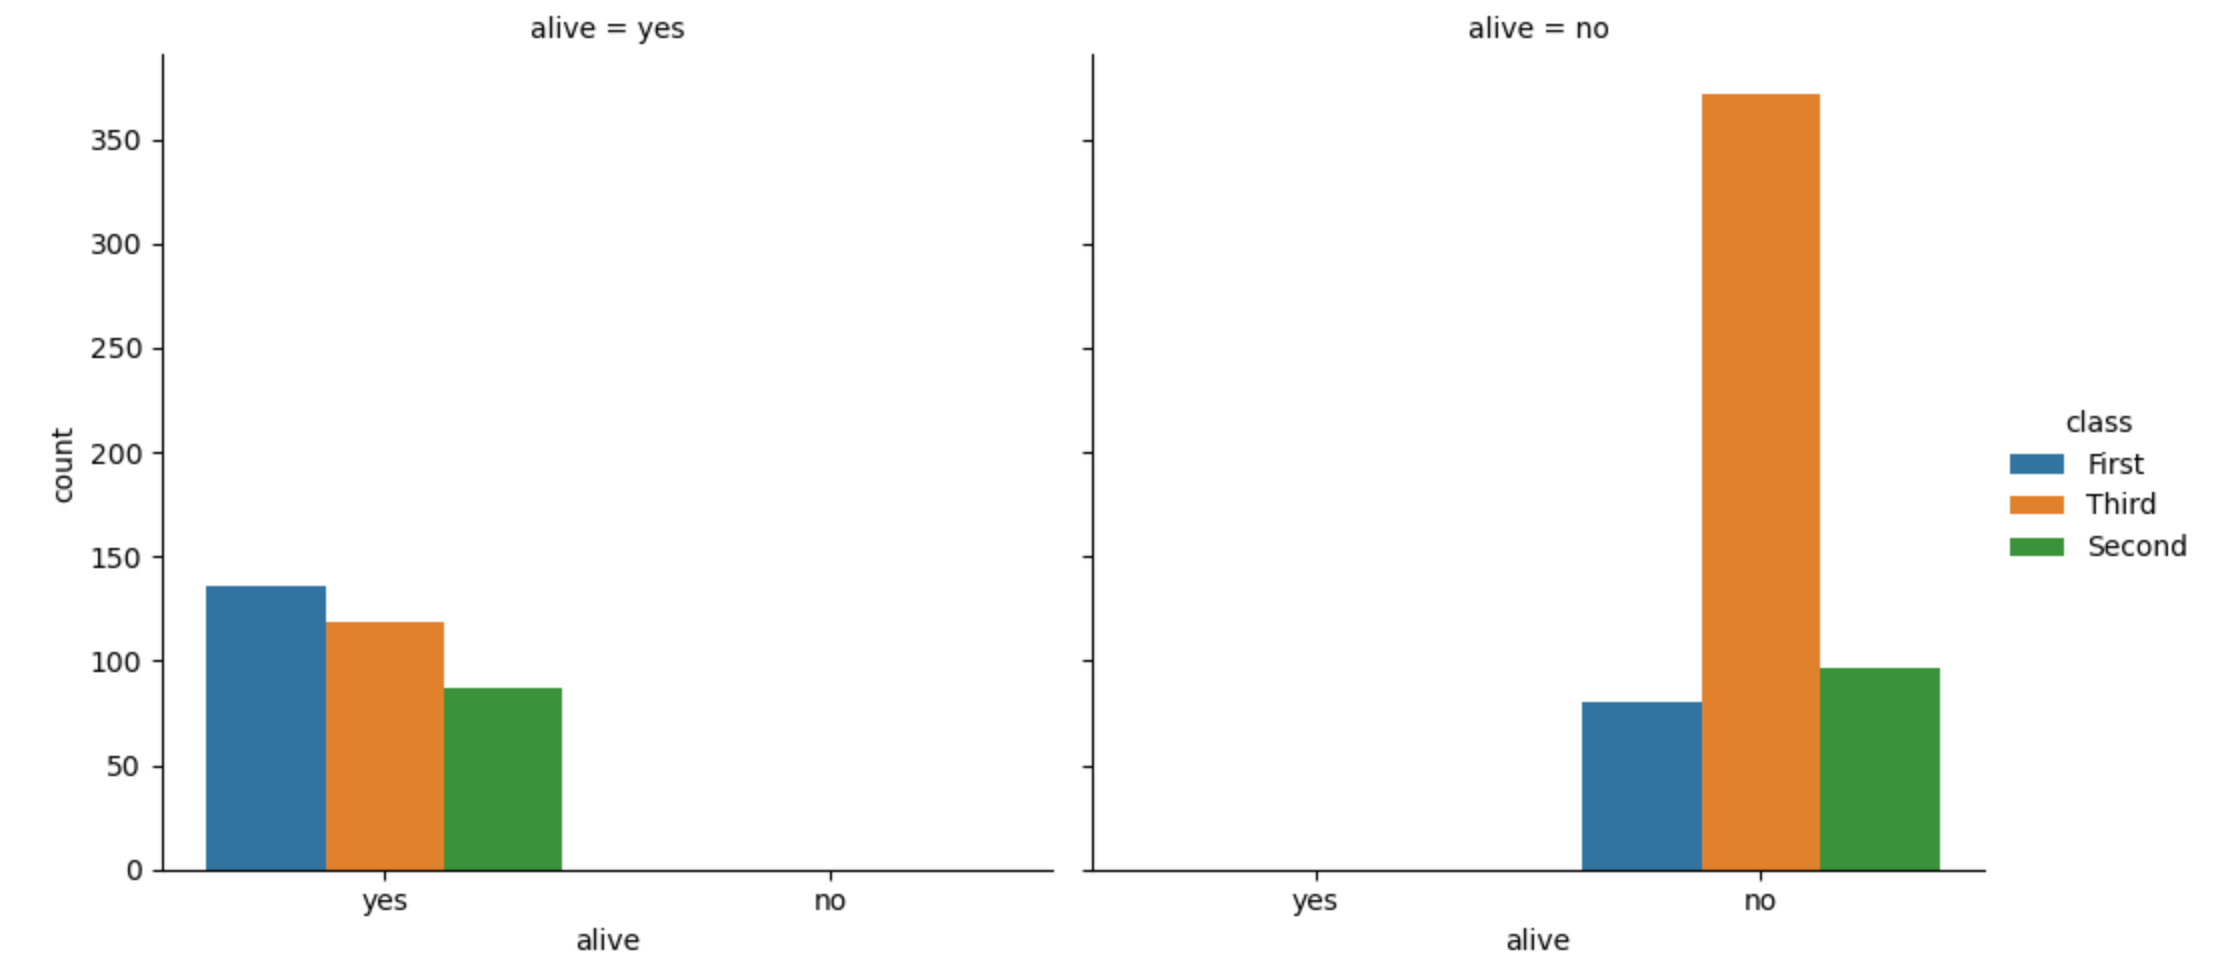 alive = yes
alive = no
350
300
250
200
150
100
50
0
count
yes
no
alive
yes
no
alive
class
First
Third
Second